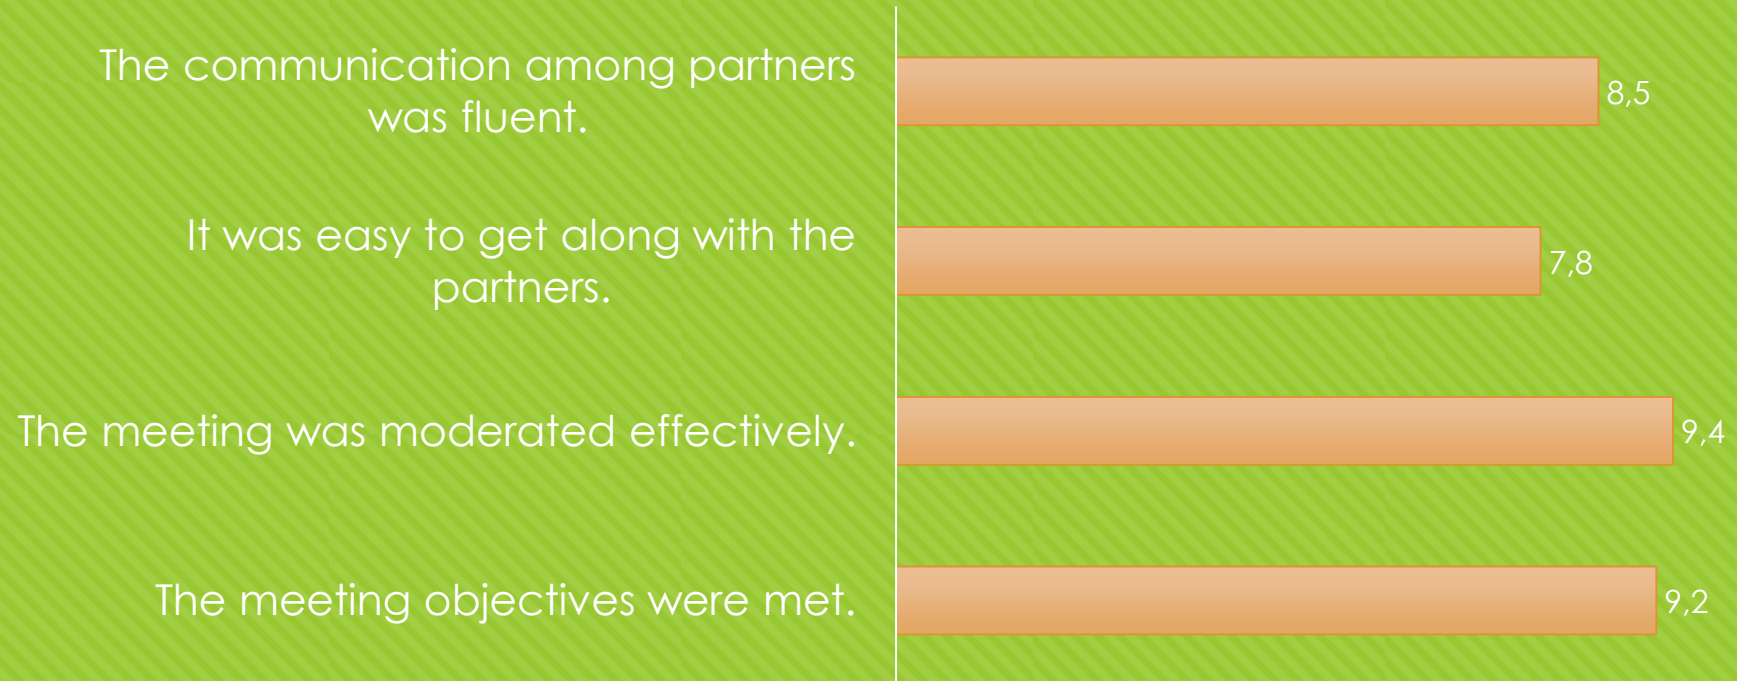 The communication among partners
was fluent.
8,5
It was easy to get along with the
partners.
7,8
The meeting was moderated effectively.
9,4
The meeting objectives were met.
9,2